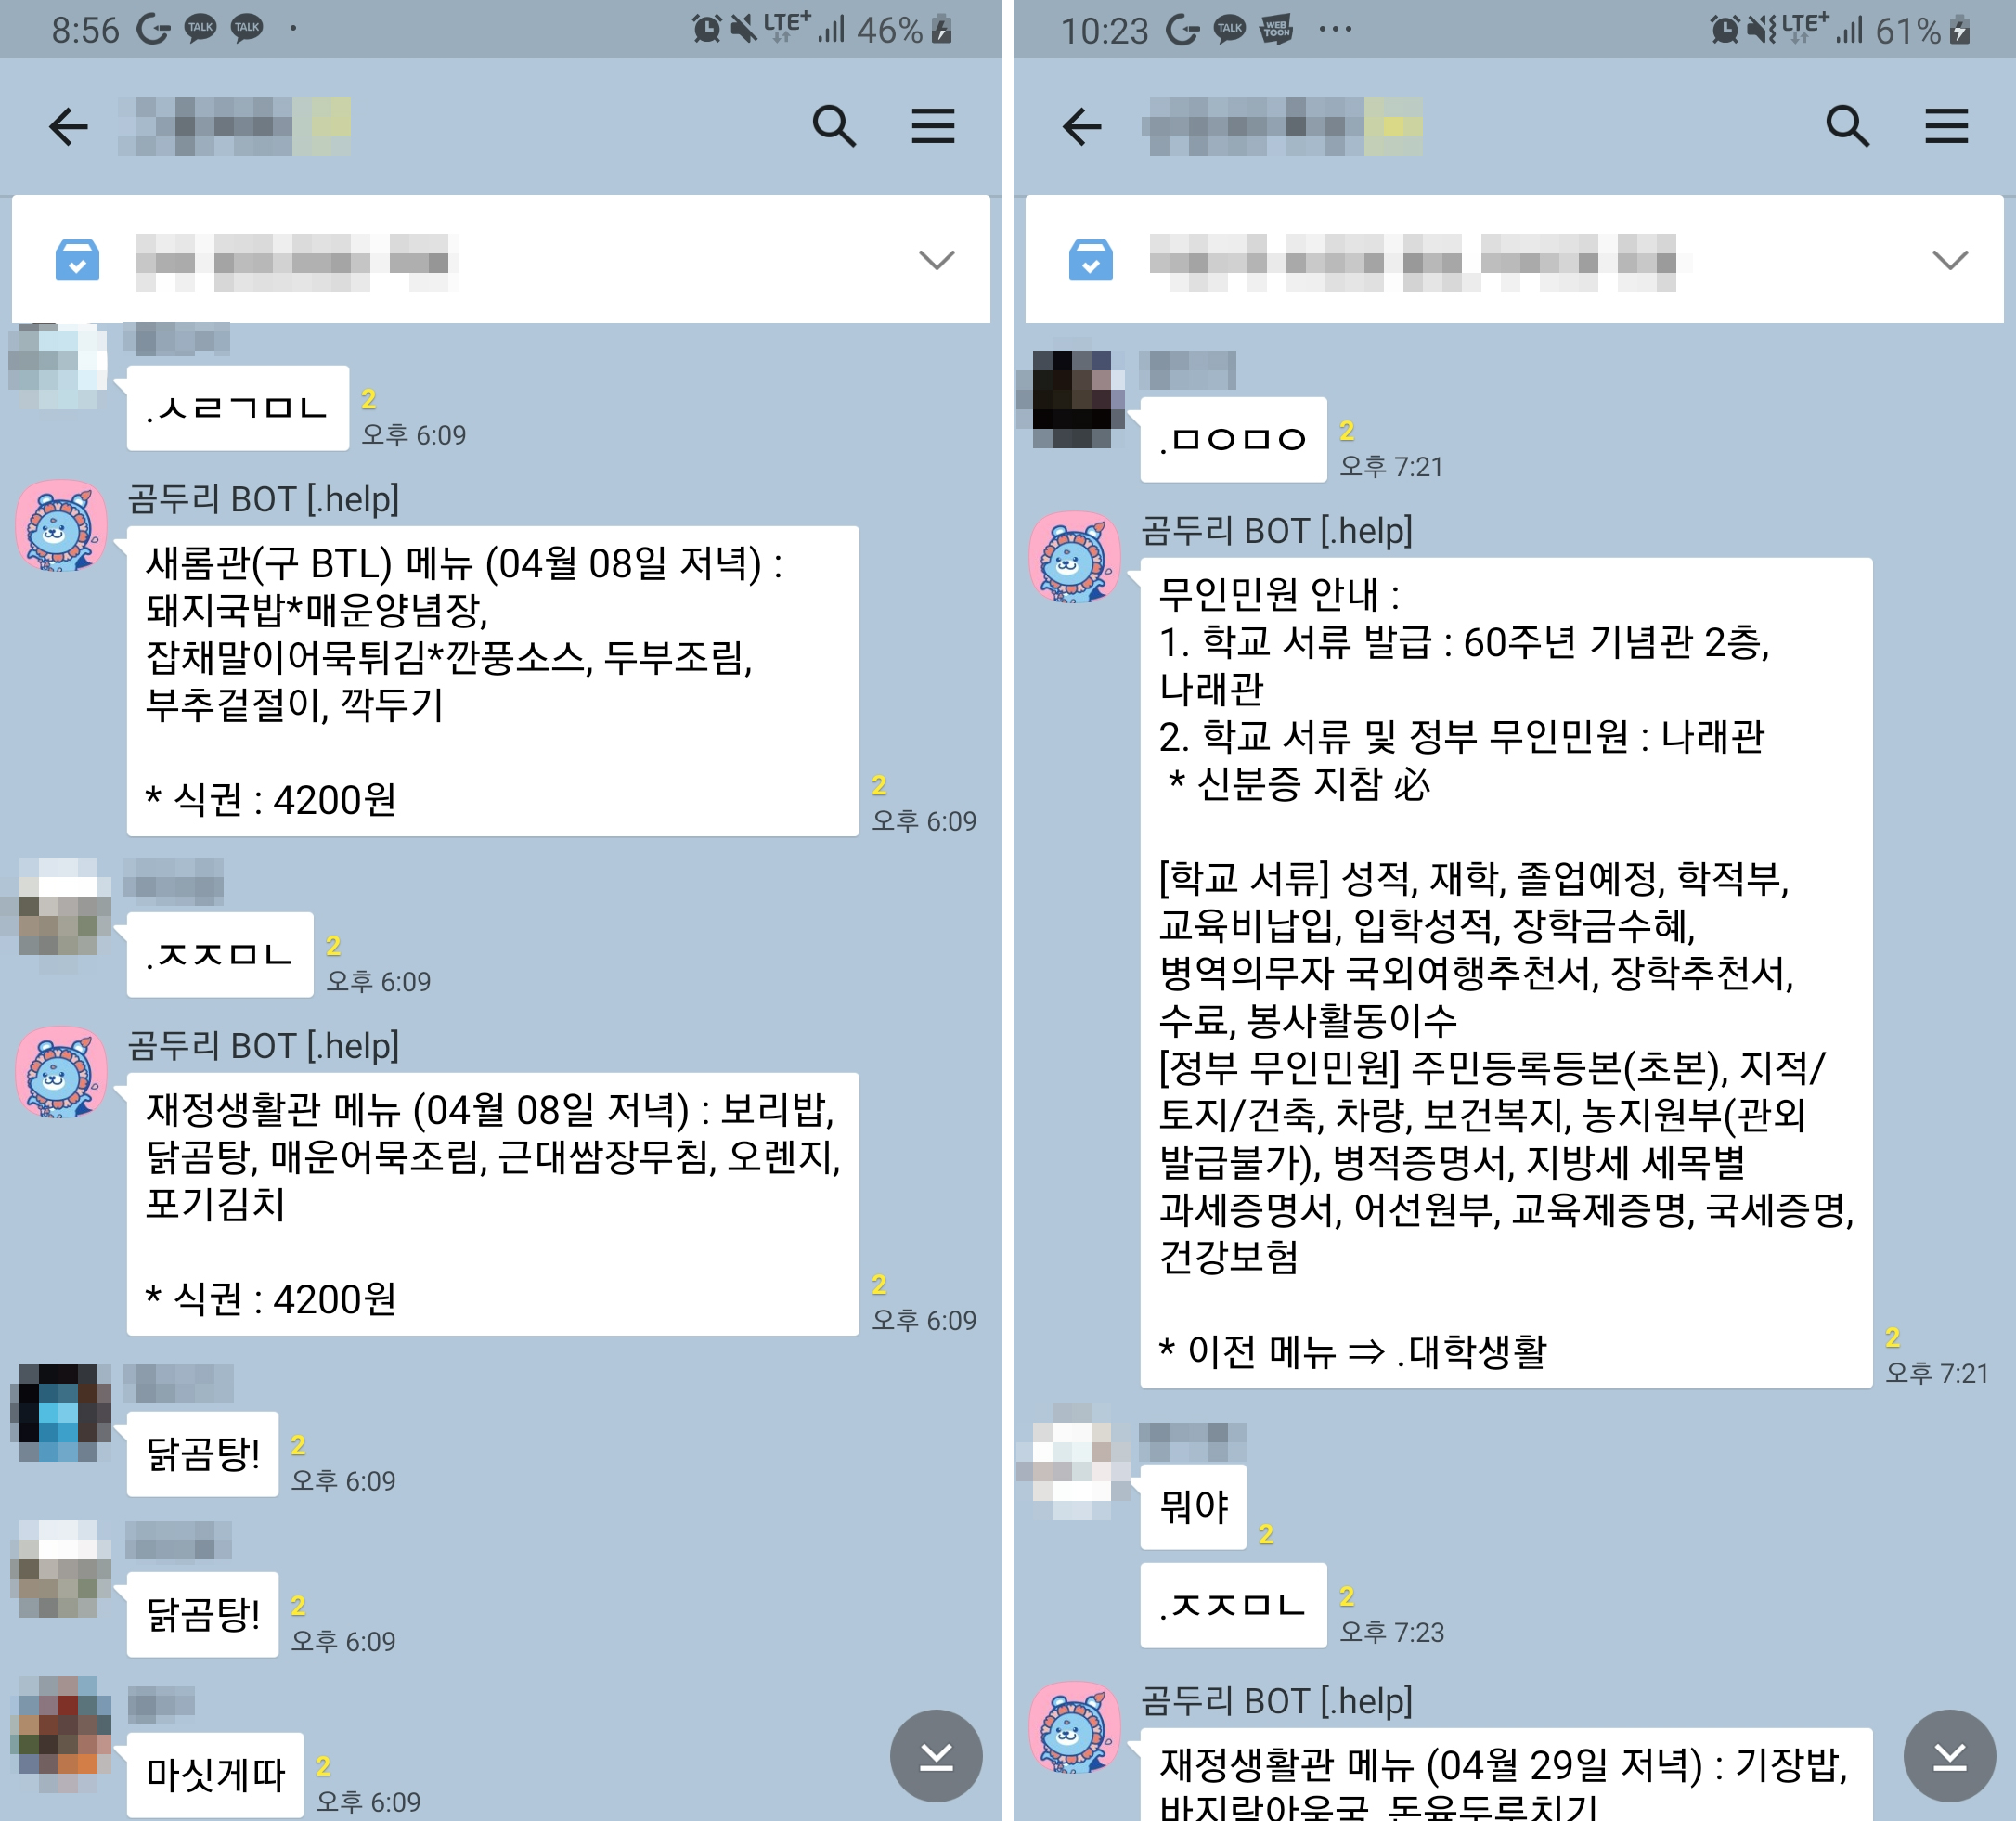 8:56 TALK TALK LTE+ 46%
.ㅅㄹㄱㅁㄴ
2
오후 6:09
곰두리 BOT [.help]
새롬관(구 BTL) 메뉴 (04월 08일 저녁) :
돼지국밥*매운양념장,
잡채말이어묵튀김*깐풍소스, 두부조림,
부추겉절이, 깍두기
* 식권 : 4200원
2
오후 6:09
.ㅈㅈㅁㄴ
2
오후 6:09
곰두리 BOT [.help]
재정생활관 메뉴 (04월 08일 저녁) : 보리밥,
닭곰탕, 매운어묵조림, 근대쌈장무침, 오렌지,
포기김치
* 식권 : 4200원
2
오후 6:09
닭곰탕!
2
오후 6:09
닭곰탕!
2
오후 6:09
마싯게따
2
오후 6:09
10:23 TALK WEB TOON LTE+ 61%
.ㅁㅇㅁㅇ
2
오후 7:21
곰두리 BOT [.help]
무인민원 안내 :
1. 학교 서류 발급 : 60주년 기념관 2층,
나래관
2. 학교 서류 및 정부 무인민원 : 나래관
* 신분증 지참 必
[학교 서류] 성적, 재학, 졸업예정, 학적부,
교육비납입, 입학성적, 장학금수혜,
병역의무자 국외여행추천서, 장학추천서,
수료, 봉사활동이수
[정부 무인민원] 주민등록등본(초본), 지적/
토지/건축, 차량, 보건복지, 농지원부(관외
발급불가), 병적증명서, 지방세 세목별
과세증명서, 어선원부, 교육제증명, 국세증명,
건강보험
* 이전 메뉴 ⇒ .대학생활
2
오후 7:21
뭐야
2
.ㅈㅈㅁㄴ
2
오후 7:23
곰두리 BOT [.help]
재정생활관 메뉴 (04월 29일 저녁) : 기장밥,
바지락아욱국, 돈육두루치기